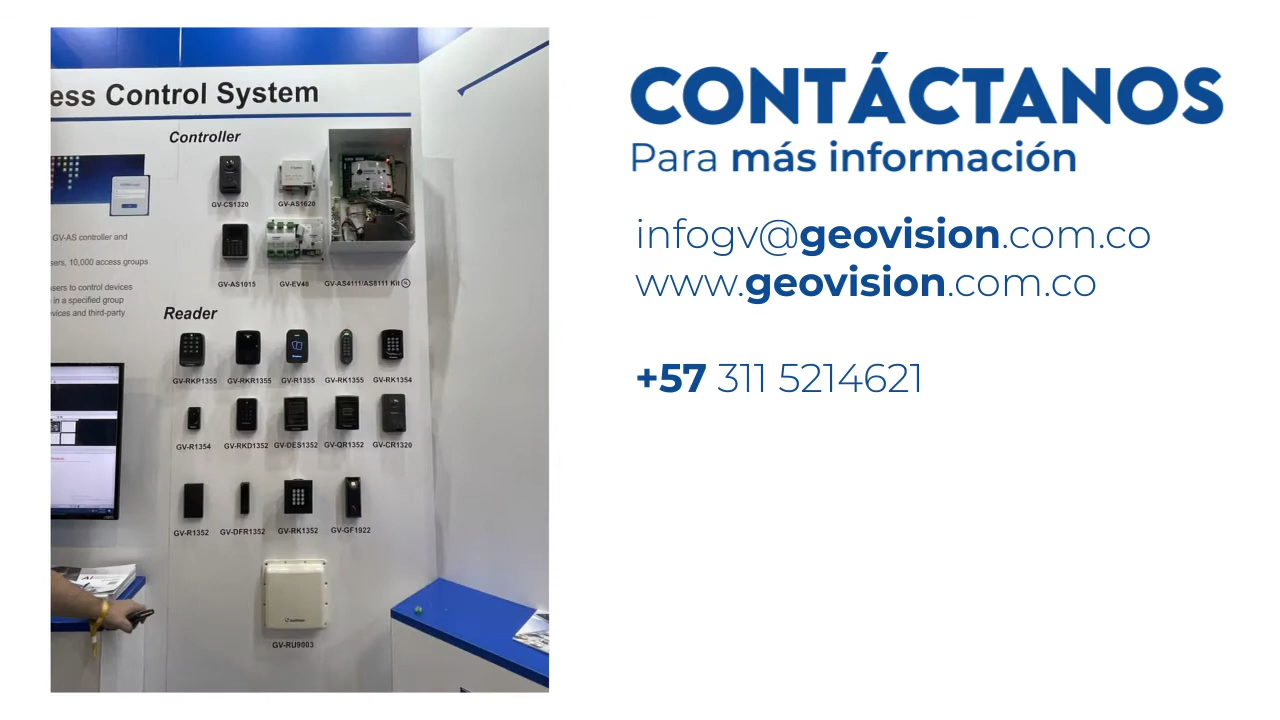 ess Control System
Controller
GV-CS1320
GV-AS1620
GV-AS1015
GV-EV48
GV-AS4111/AS8111 Kit
GV-AS controller and
sers, 10,000 access groups
sers to control devices
in a specified group
vices and third-party
Reader
GV-RKP1355
GV-RKR1355
GV-R1355
GV-RK1355
GV-RK1354
GV-R1354
GV-RKD1352
GV-DES1352
GV-QR1352
GV-CR1320
GV-R1352
GV-DFR1352
GV-RK1352
GV-GF1922
GV-RU9003
CONTÁCTANOS
Para más información
infogv@geovision.com.co
www.geovision.com.co
+57 311 5214621